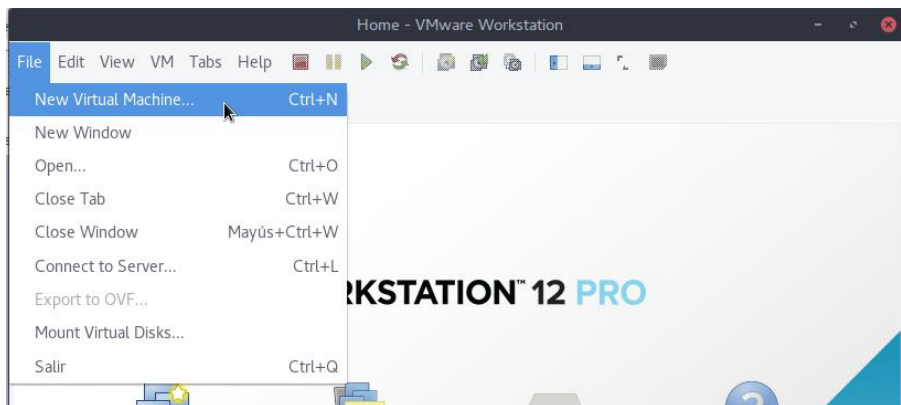 Home - VMware Workstation
File Edit View VM Tabs Help
New Virtual Machine... Ctrl+N
New Window
Open... Ctrl+O
Close Tab Ctrl+W
Close Window Mayús+Ctrl+W
Connect to Server... Ctrl+L
Export to OVF...
RKSTATION™ 12 PRO
Mount Virtual Disks...
Salir Ctrl+Q
?